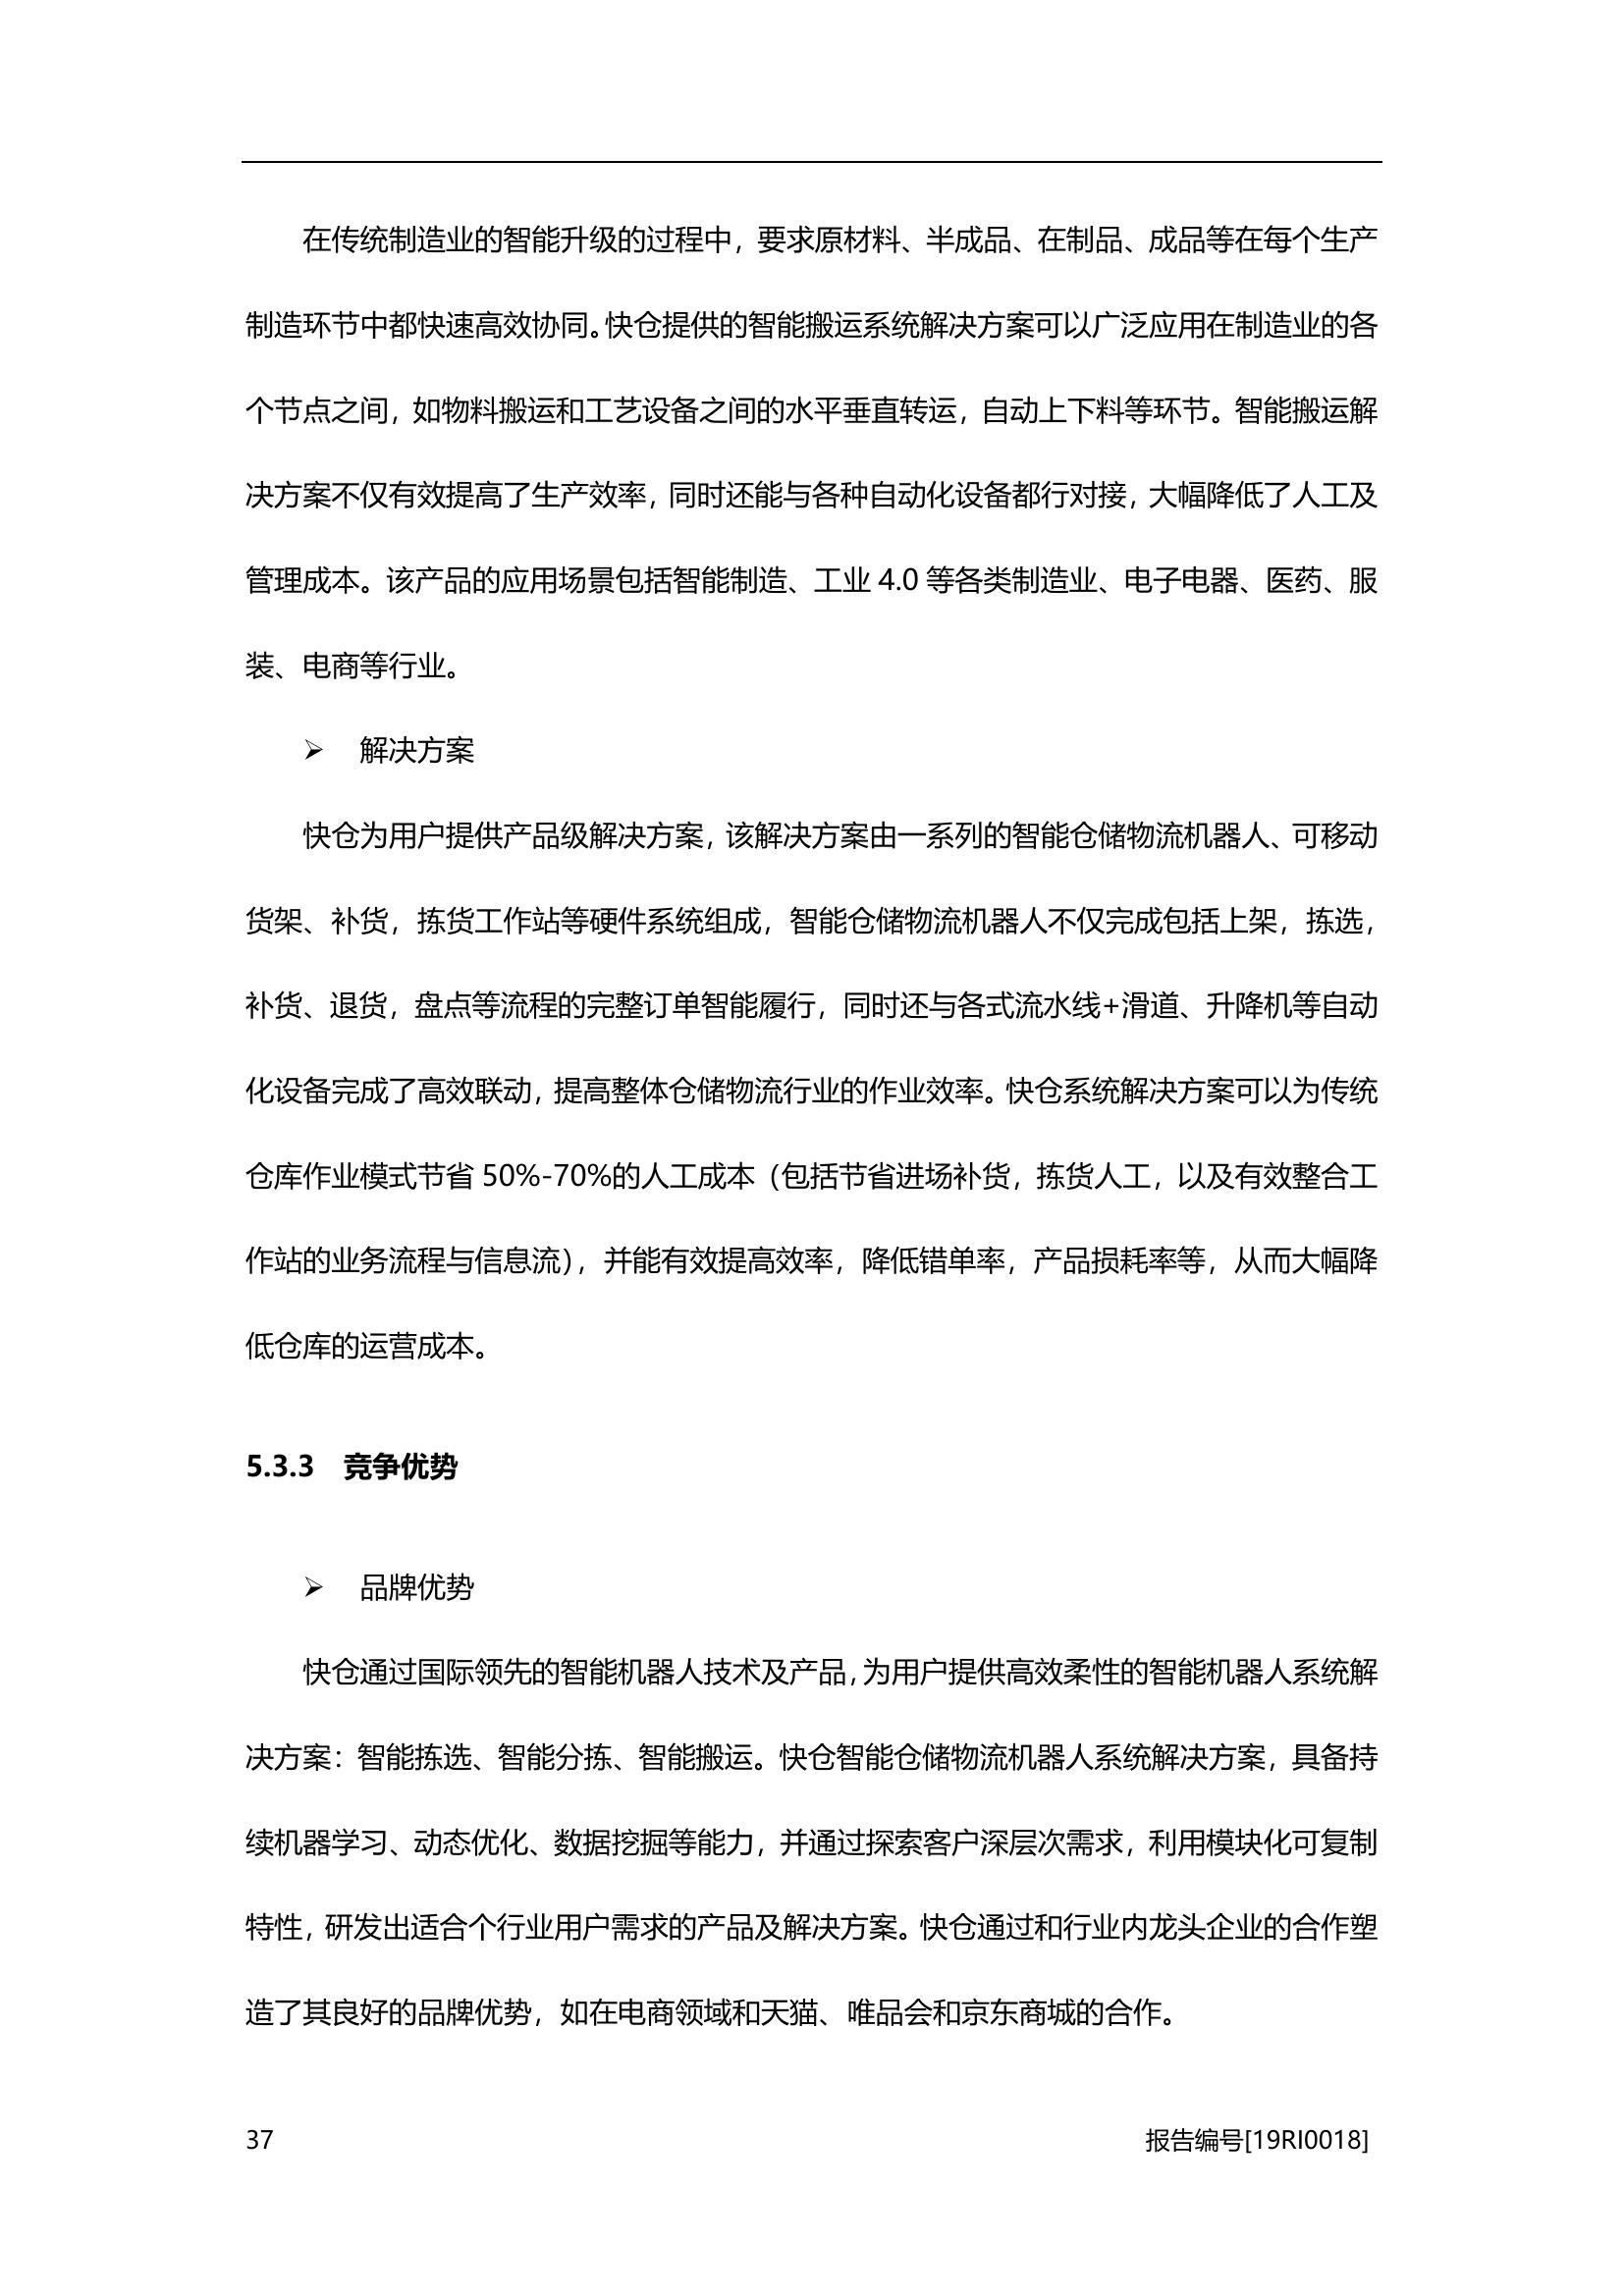 在传统制造业的智能升级的过程中，要求原材料、半成品、在制品、成品等在每个生产
制造环节中都快速高效协同。快仓提供的智能搬运系统解决方案可以广泛应用在制造业的各
个节点之间，如物料搬运和工艺设备之间的水平垂直转运，自动上下料等环节。智能搬运解
决方案不仅有效提高了生产效率，同时还能与各种自动化设备都行对接，大幅降低了人工及
管理成本。该产品的应用场景包括智能制造、工业 4.0 等各类制造业、电子电器、医药、服
装、电商等行业。
➢ 解决方案
快仓为用户提供产品级解决方案，该解决方案由一系列的智能仓储物流机器人、可移动
货架、补货，拣货工作站等硬件系统组成，智能仓储物流机器人不仅完成包括上架，拣选，
补货、退货，盘点等流程的完整订单智能履行，同时还与各式流水线+滑道、升降机等自动
化设备完成了高效联动，提高整体仓储物流行业的作业效率。快仓系统解决方案可以为传统
仓库作业模式节省 50%-70%的人工成本（包括节省进场补货，拣货人工，以及有效整合工
作站的业务流程与信息流），并能有效提高效率，降低错单率，产品损耗率等，从而大幅降
低仓库的运营成本。
5.3.3 竞争优势
➢ 品牌优势
快仓通过国际领先的智能机器人技术及产品，为用户提供高效柔性的智能机器人系统解
决方案：智能拣选、智能分拣、智能搬运。快仓智能仓储物流机器人系统解决方案，具备持
续机器学习、动态优化、数据挖掘等能力，并通过探索客户深层次需求，利用模块化可复制
特性，研发出适合个行业用户需求的产品及解决方案。快仓通过和行业内龙头企业的合作塑
造了其良好的品牌优势，如在电商领域和天猫、唯品会和京东商城的合作。
37 报告编号[19RI0018]